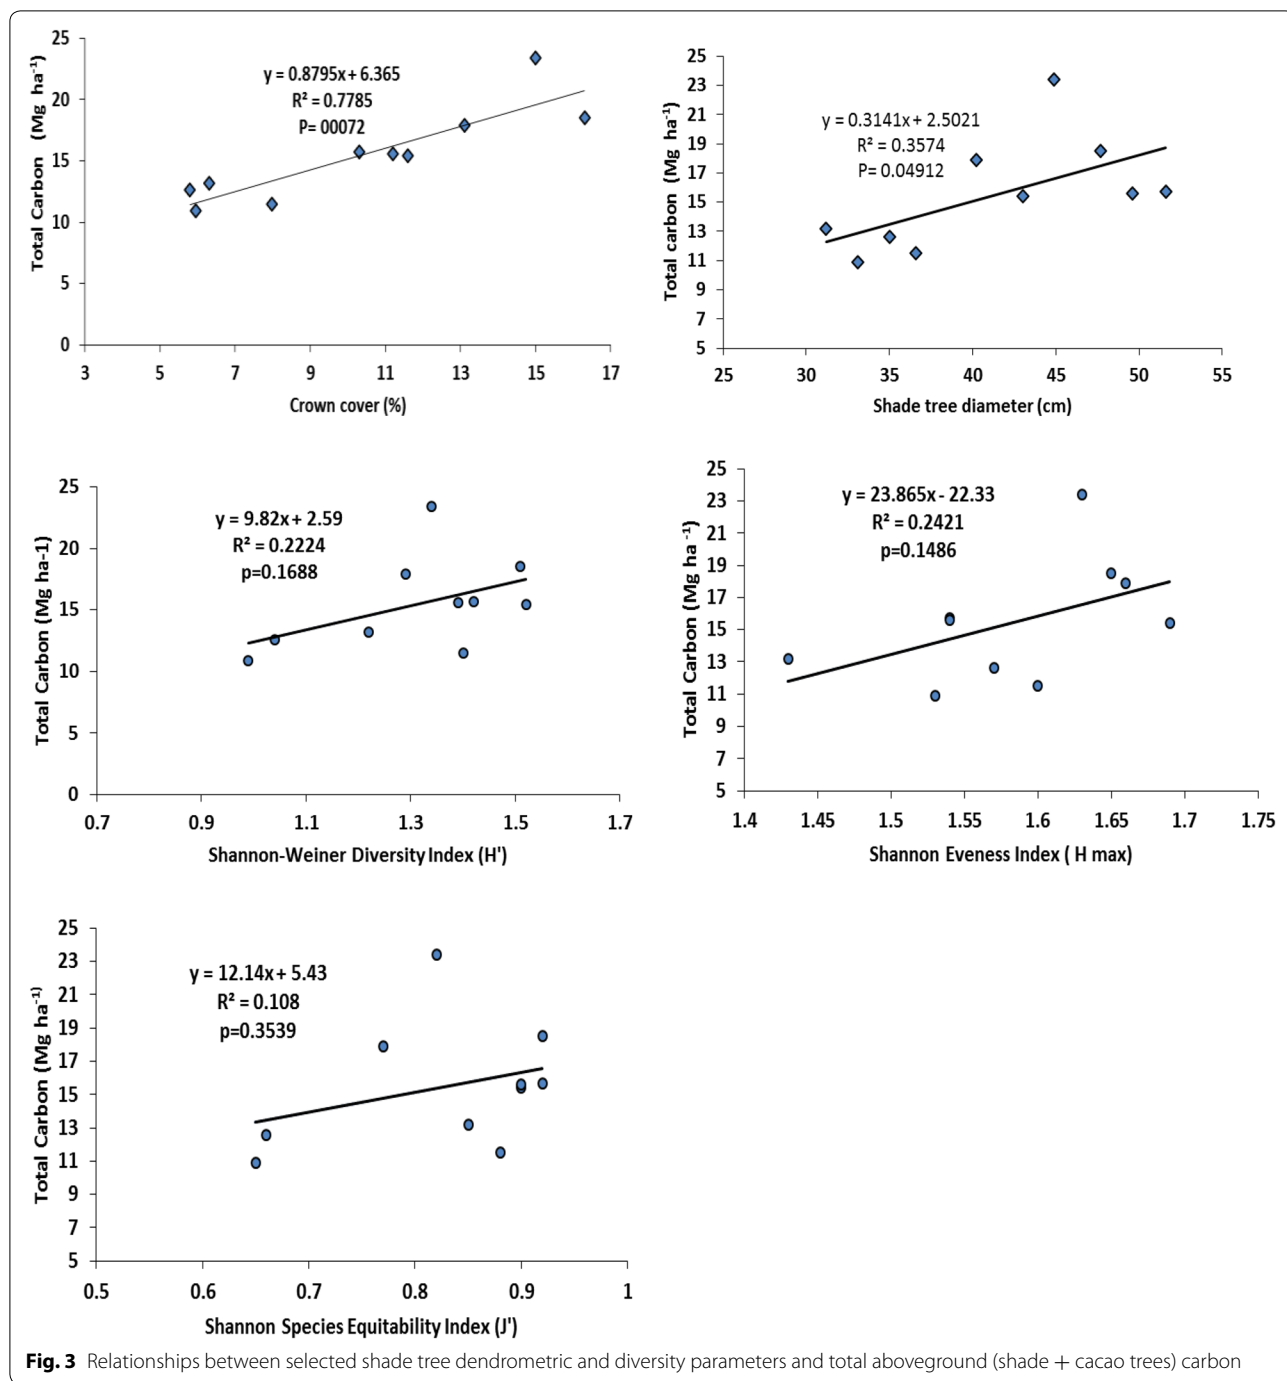 25
20
15
10
5
0
Total Carbon (Mg ha-1)
y = 0.8795x + 6.365
R² = 0.7785
P= 00072
3 5 7 9 11 13 15 17
Crown cover (%)
25
23
21
19
17
15
13
11
9
7
5
Total carbon (Mg ha-1)
y = 0.3141x + 2.5021
R² = 0.3574
P= 0.04912
25 30 35 40 45 50 55
Shade tree diameter (cm)
25
20
15
10
5
0
Total Carbon (Mg ha-1)
y = 9.82x + 2.59
R² = 0.2224
p=0.1688
0.7 0.9 1.1 1.3 1.5 1.7
Shannon-Weiner Diversity Index (H')
25
23
21
19
17
15
13
11
9
7
5
Total Carbon (Mg ha-1)
y = 23.865x - 22.33
R² = 0.2421
p=0.1486
1.4 1.45 1.5 1.55 1.6 1.65 1.7 1.75
Shannon Eveness Index ( H max)
25
23
21
19
17
15
13
11
9
7
5
Total Carbon (Mg ha-1)
y = 12.14x + 5.43
R² = 0.108
p=0.3539
0.5 0.6 0.7 0.8 0.9 1
Shannon Species Equitability Index (J')
Fig. 3 Relationships between selected shade tree dendrometric and diversity parameters and total aboveground (shade + cacao trees) carbon